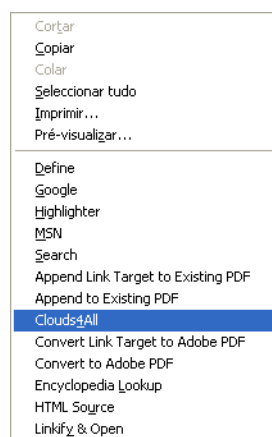 Cortar
Copiar
Colar
Seleccionar tudo
Imprimir...
Pré-visualizar...
Define
Google
Highlighter
MSN
Search
Append Link Target to Existing PDF
Append to Existing PDF
Clouds4All
Convert Link Target to Adobe PDF
Convert to Adobe PDF
Encyclopedia Lookup
HTML Source
Linkify & Open